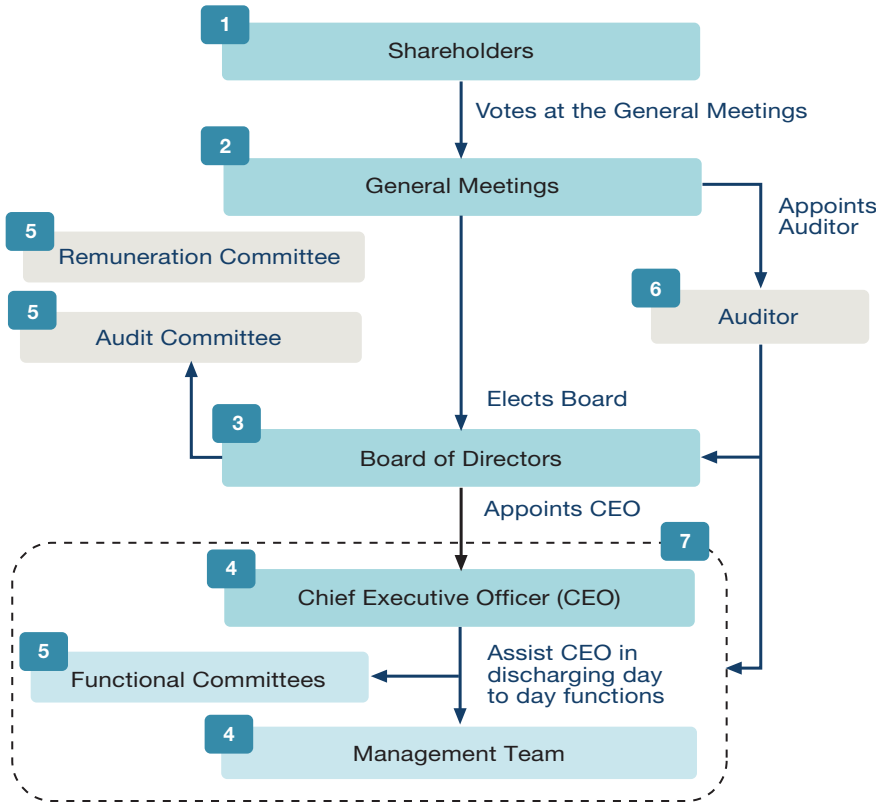 1
Shareholders
Votes at the General Meetings
2
General Meetings
Appoints
Auditor
5
Remuneration Committee
6
Auditor
5
Audit Committee
Elects Board
3
Board of Directors
Appoints CEO
7
4
Chief Executive Officer (CEO)
Assist CEO in
discharging day
to day functions
5
Functional Committees
4
Management Team